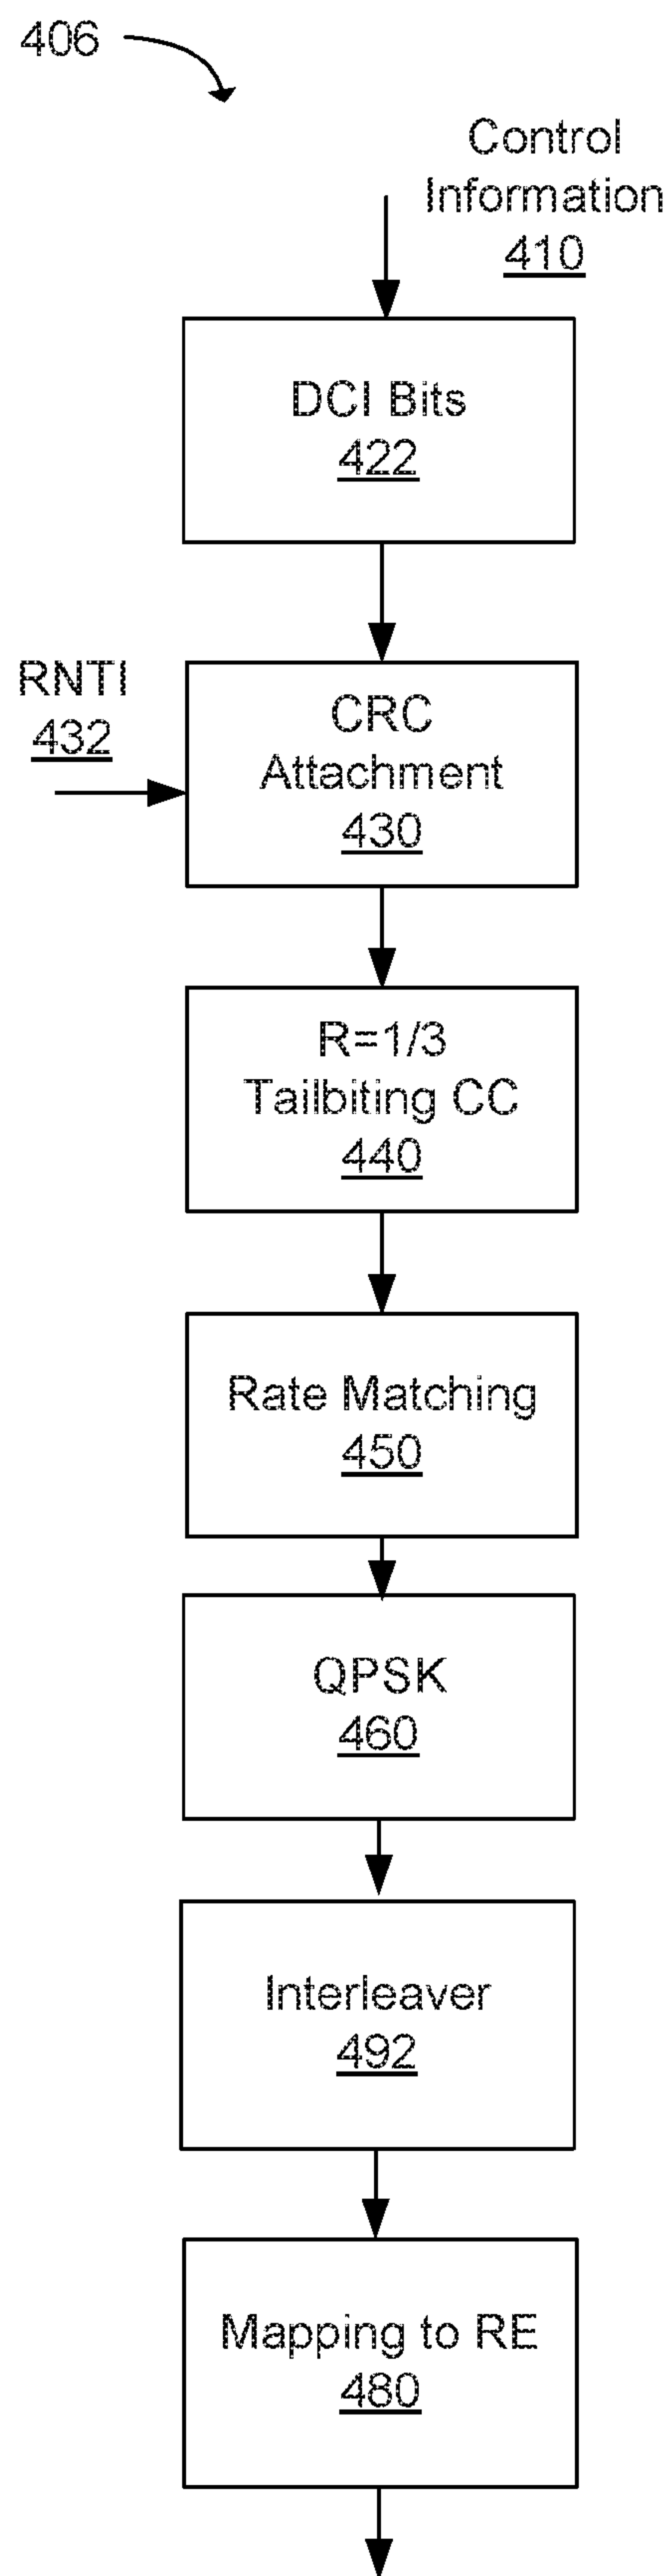 406
Control
Information
410
DCI Bits
422
RNTI
432
CRC
Attachment
430
R=1/3
Tailbiting CC
440
Rate Matching
450
QPSK
460
Interleaver
492
Mapping to RE
480